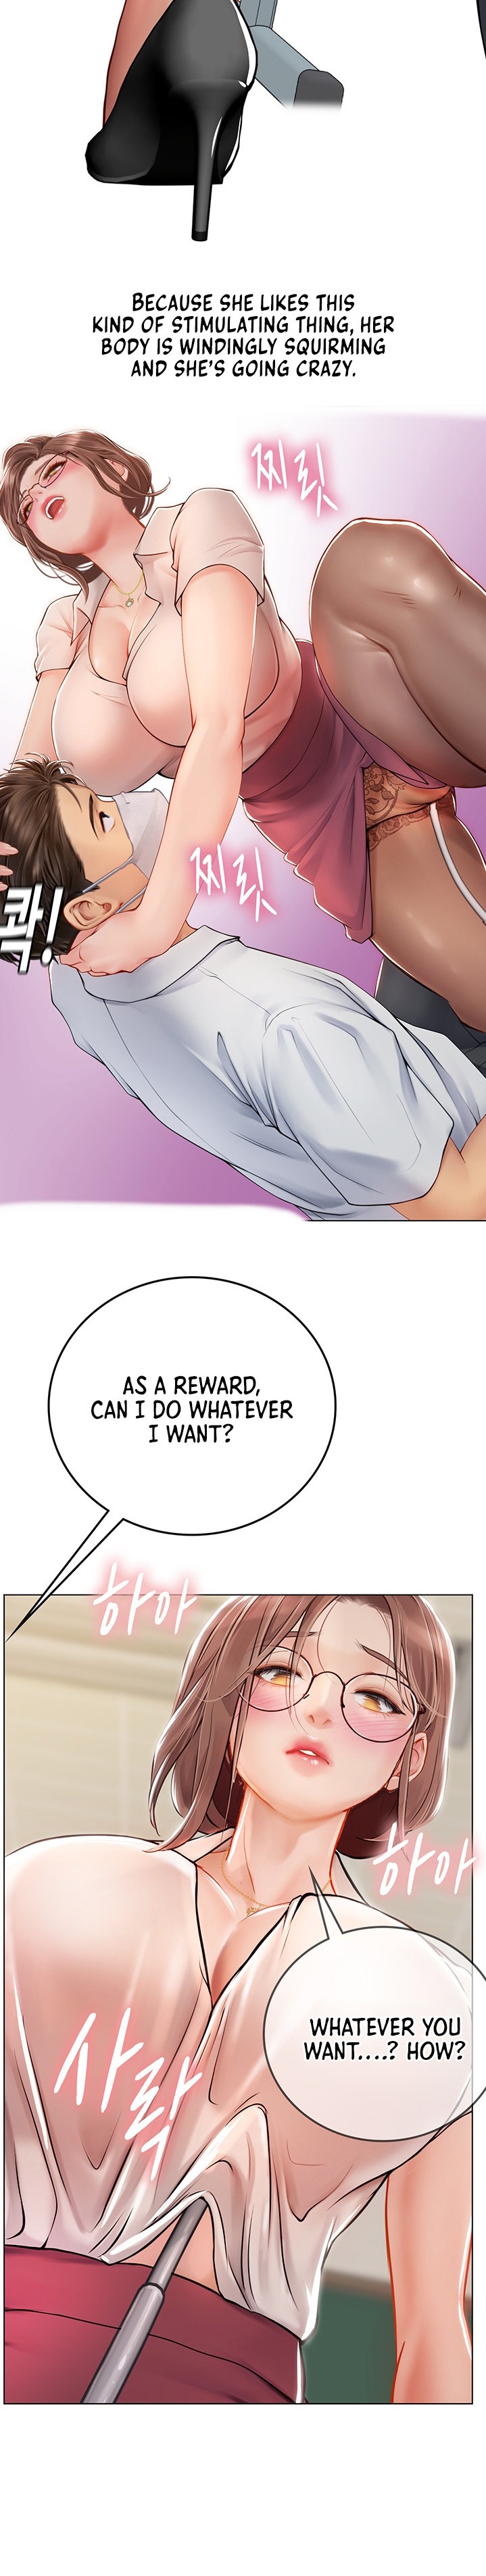 BECAUSE SHE LIKES THIS
KIND OF STIMULATING THING, HER
BODY IS WINDINGLY SQUIRMING
AND SHE'S GOING CRAZY.
찌릿
찌릿
콱!
AS A REWARD,
CAN I DO WHATEVER
I WANT?
하아
하아
WHATEVER YOU
WANT....? HOW?
사락